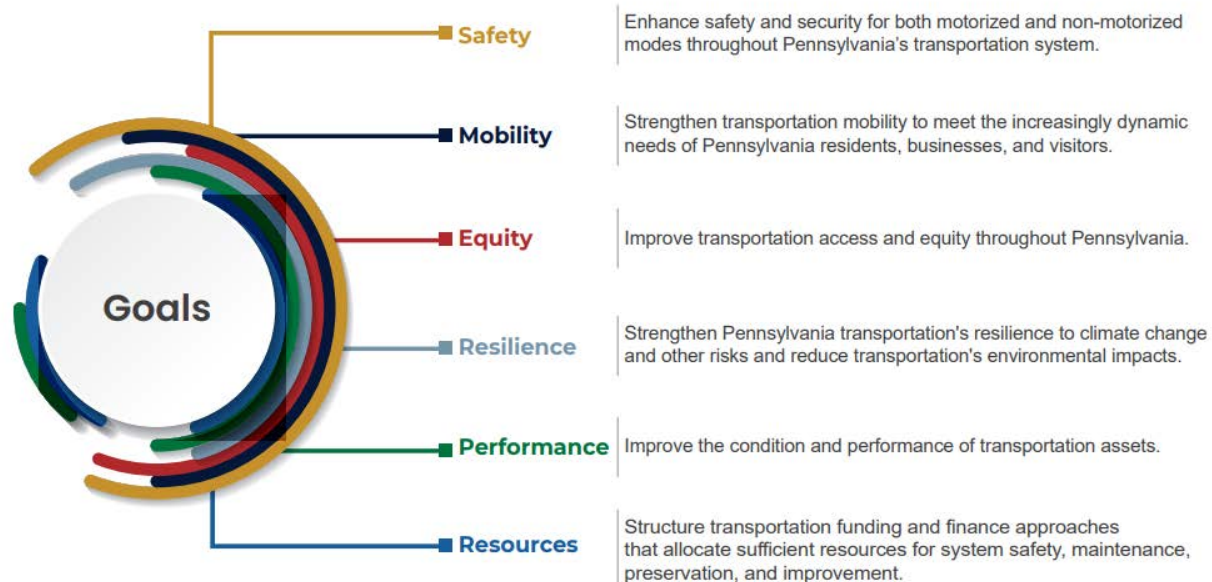 Safety
Enhance safety and security for both motorized and non-motorized
modes throughout Pennsylvania's transportation system.
Mobility
Strengthen transportation mobility to meet the increasingly dynamic
needs of Pennsylvania residents, businesses, and visitors.
Equity
Improve transportation access and equity throughout Pennsylvania.
Goals
Resilience
Strengthen Pennsylvania transportation's resilience to climate change
and other risks and reduce transportation's environmental impacts.
Performance
Improve the condition and performance of transportation assets.
Resources
Structure transportation funding and finance approaches
that allocate sufficient resources for system safety, maintenance,
preservation, and improvement.